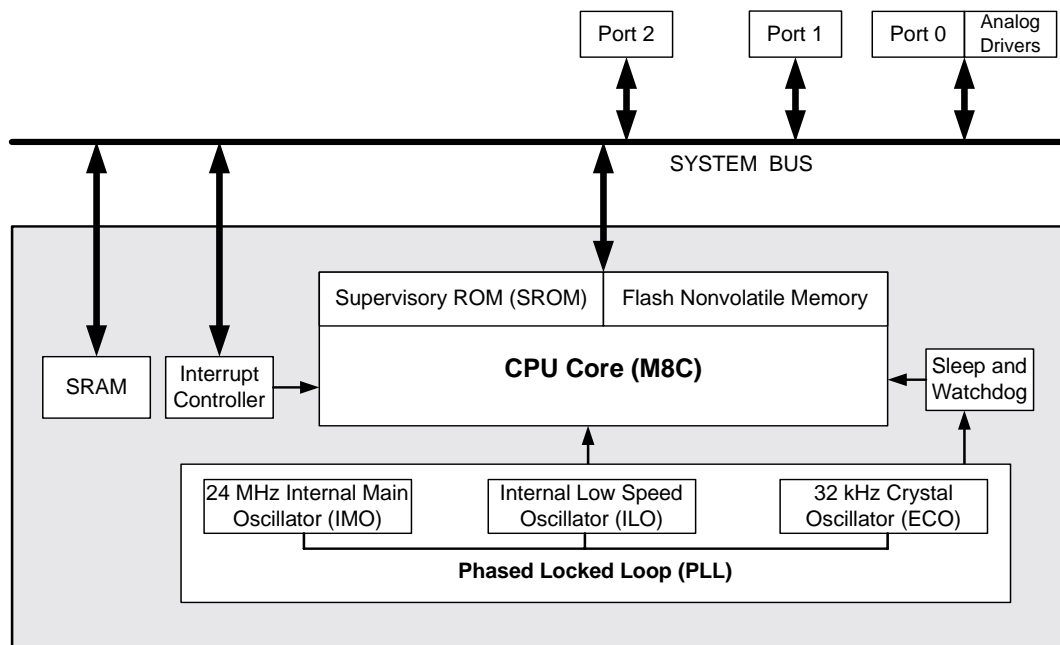 Port 2
Port 1
Port 0
Analog
Drivers
SYSTEM BUS
Supervisory ROM (SROM)
Flash Nonvolatile Memory
SRAM
Interrupt
Controller
CPU Core (M8C)
Sleep and
Watchdog
24 MHz Internal Main
Oscillator (IMO)
Internal Low Speed
Oscillator (ILO)
32 kHz Crystal
Oscillator (ECO)
Phased Locked Loop (PLL)